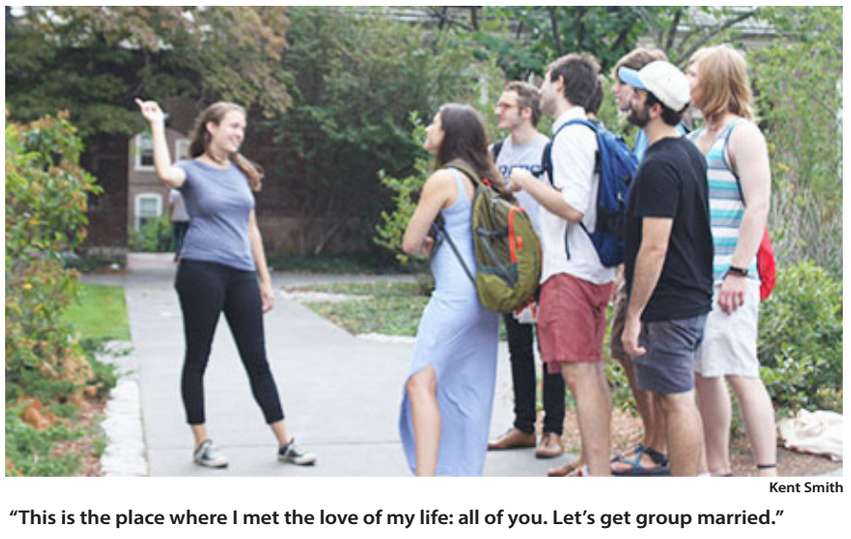 Kent Smith
“This is the place where I met the love of my life: all of you. Let’s get group married.”